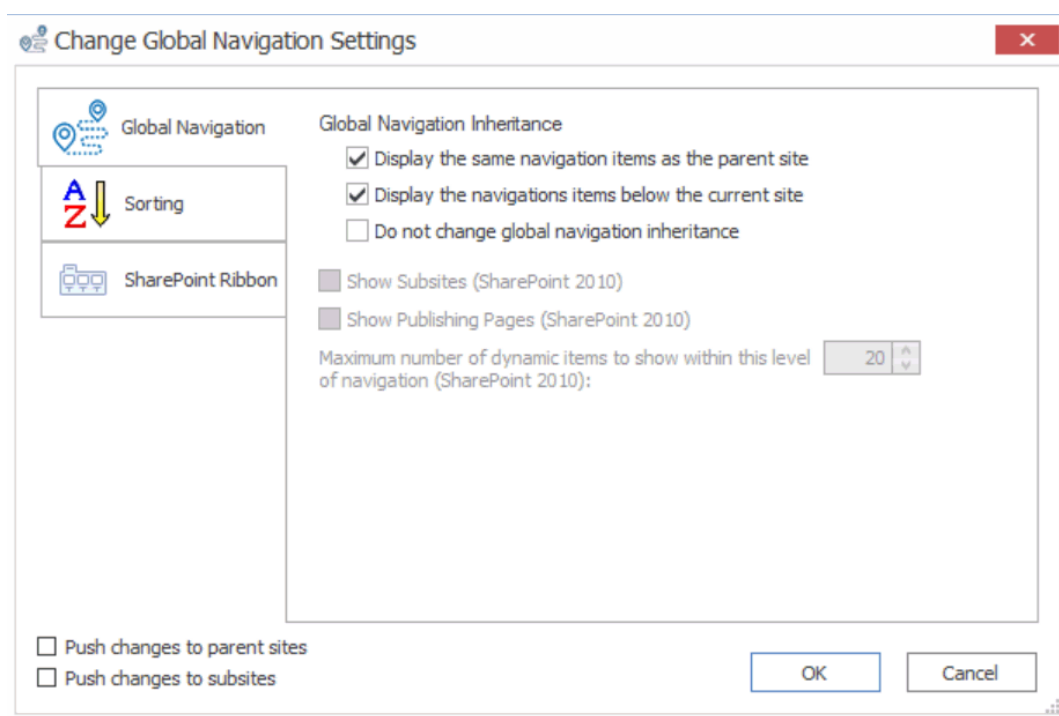 Change Global Navigation Settings
Global Navigation
Sorting
SharePoint Ribbon
Global Navigation Inheritance
Display the same navigation items as the parent site
Display the navigations items below the current site
Do not change global navigation inheritance
Show Subsites (SharePoint 2010)
Show Publishing Pages (SharePoint 2010)
Maximum number of dynamic items to show within this level
of navigation (SharePoint 2010):
20
Push changes to parent sites
Push changes to subsites
OK
Cancel